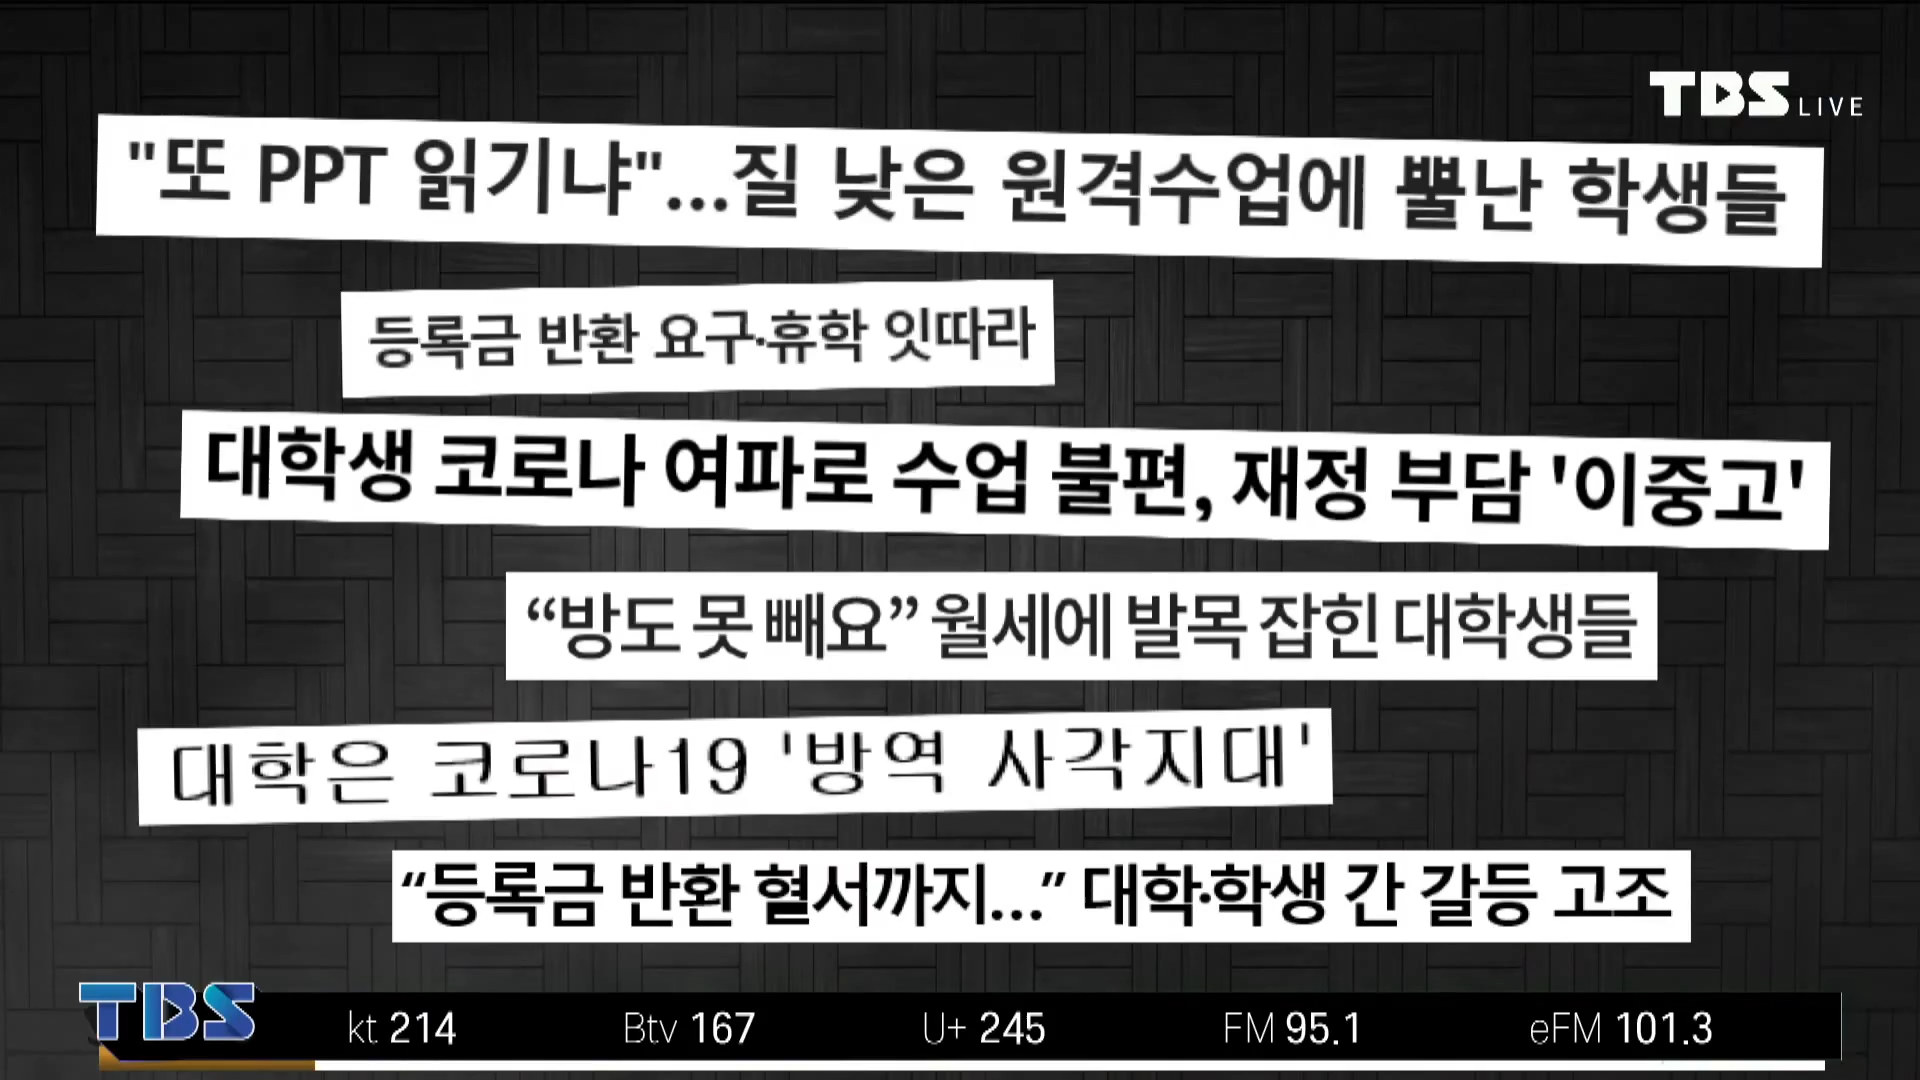 TBS LIVE
"또 PPT 읽기냐"...질 낮은 원격수업에 뿔난 학생들
등록금 반환 요구·휴학 잇따라
대학생 코로나 여파로 수업 불편, 재정 부담 '이중고'
“방도 못 빼요” 월세에 발목 잡힌 대학생들
대학은 코로나19 '방역 사각지대'
“등록금 반환 혈서까지...” 대학·학생 간 갈등 고조
TBS kt 214 Btv 167 U+ 245 FM 95.1 eFM 101.3